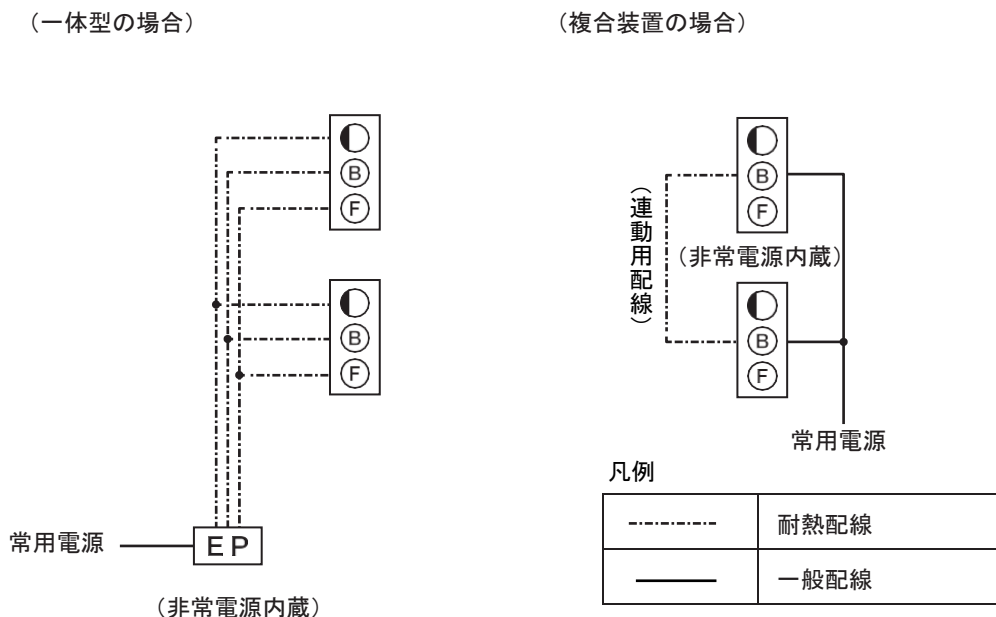 （一体型の場合）
B
F
B
F
常用電源
EP
（非常電源内蔵）
（複合装置の場合）
B
F
（連動用配線）
（非常電源内蔵）
B
F
常用電源
凡例
耐熱配線
一般配線